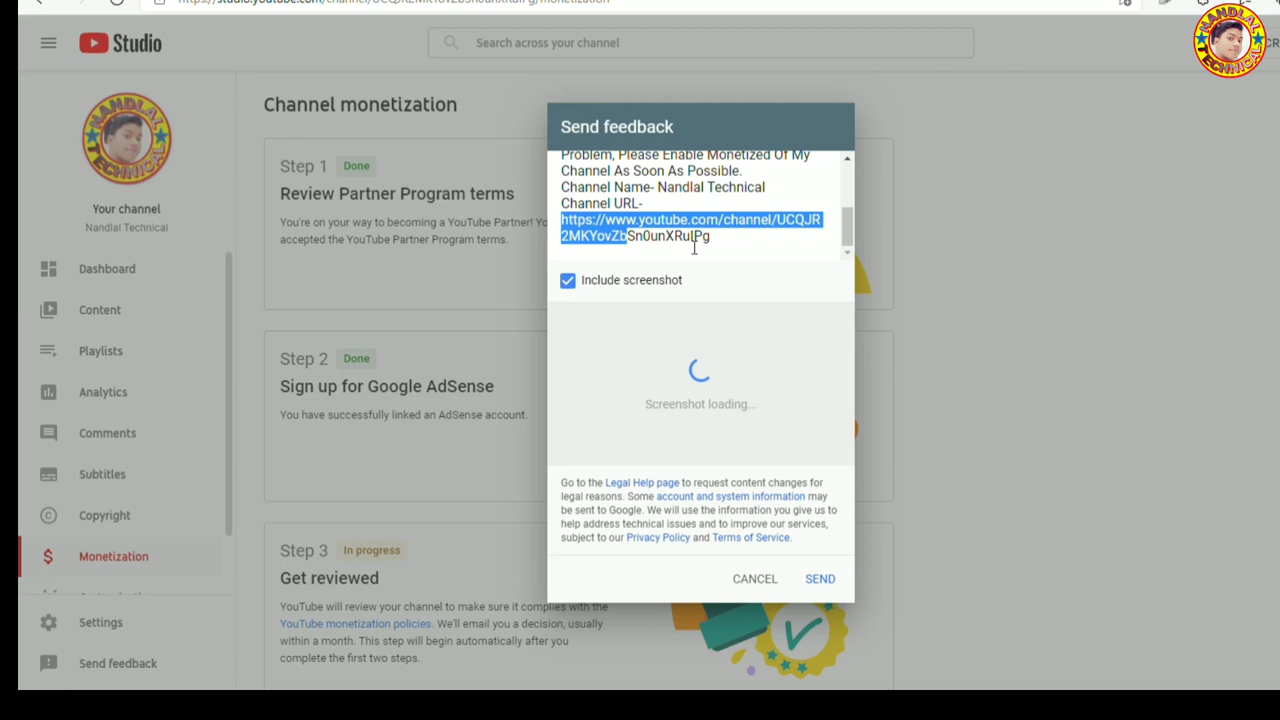 Studio
Search across your channel
NANDLAL
TECHNICAL
NANDLAL
TECHNICAL
Your channel
Nandlal Technical
Dashboard
Content
Playlists
Analytics
Comments
Subtitles
Copyright
Monetization
Settings
Send feedback
Channel monetization
Step 1 Done
Review Partner Program terms
You're on your way to becoming a YouTube Partner!
accepted the Partner Program terms.
Step 2 Done
Sign up for Google AdSense
You have successfully linked an AdSense account.
Step 3 In progress
Get reviewed
YouTube will review your channel to make sure it complies with the
YouTube monetization policies. We'll email you a decision, usually
within a month. This step will begin automatically after you
complete the first two steps.
Send feedback
Problem, Please Enable Monetized Of My
Channel As Soon As Possible.
Channel Name- Nandlal Technical
Channel URL-
https://www.youtube.com/channel/UCQJR
2MKYovZbSn0unXRulPg
Include screenshot
Screenshot loading...
Go to the Legal Help page to request content changes for
legal reasons. Some account and system information may
be sent to Google. We will use the information you give us to
help address technical issues and to improve our services,
subject to our Privacy Policy and Terms of Service.
CANCEL SEND